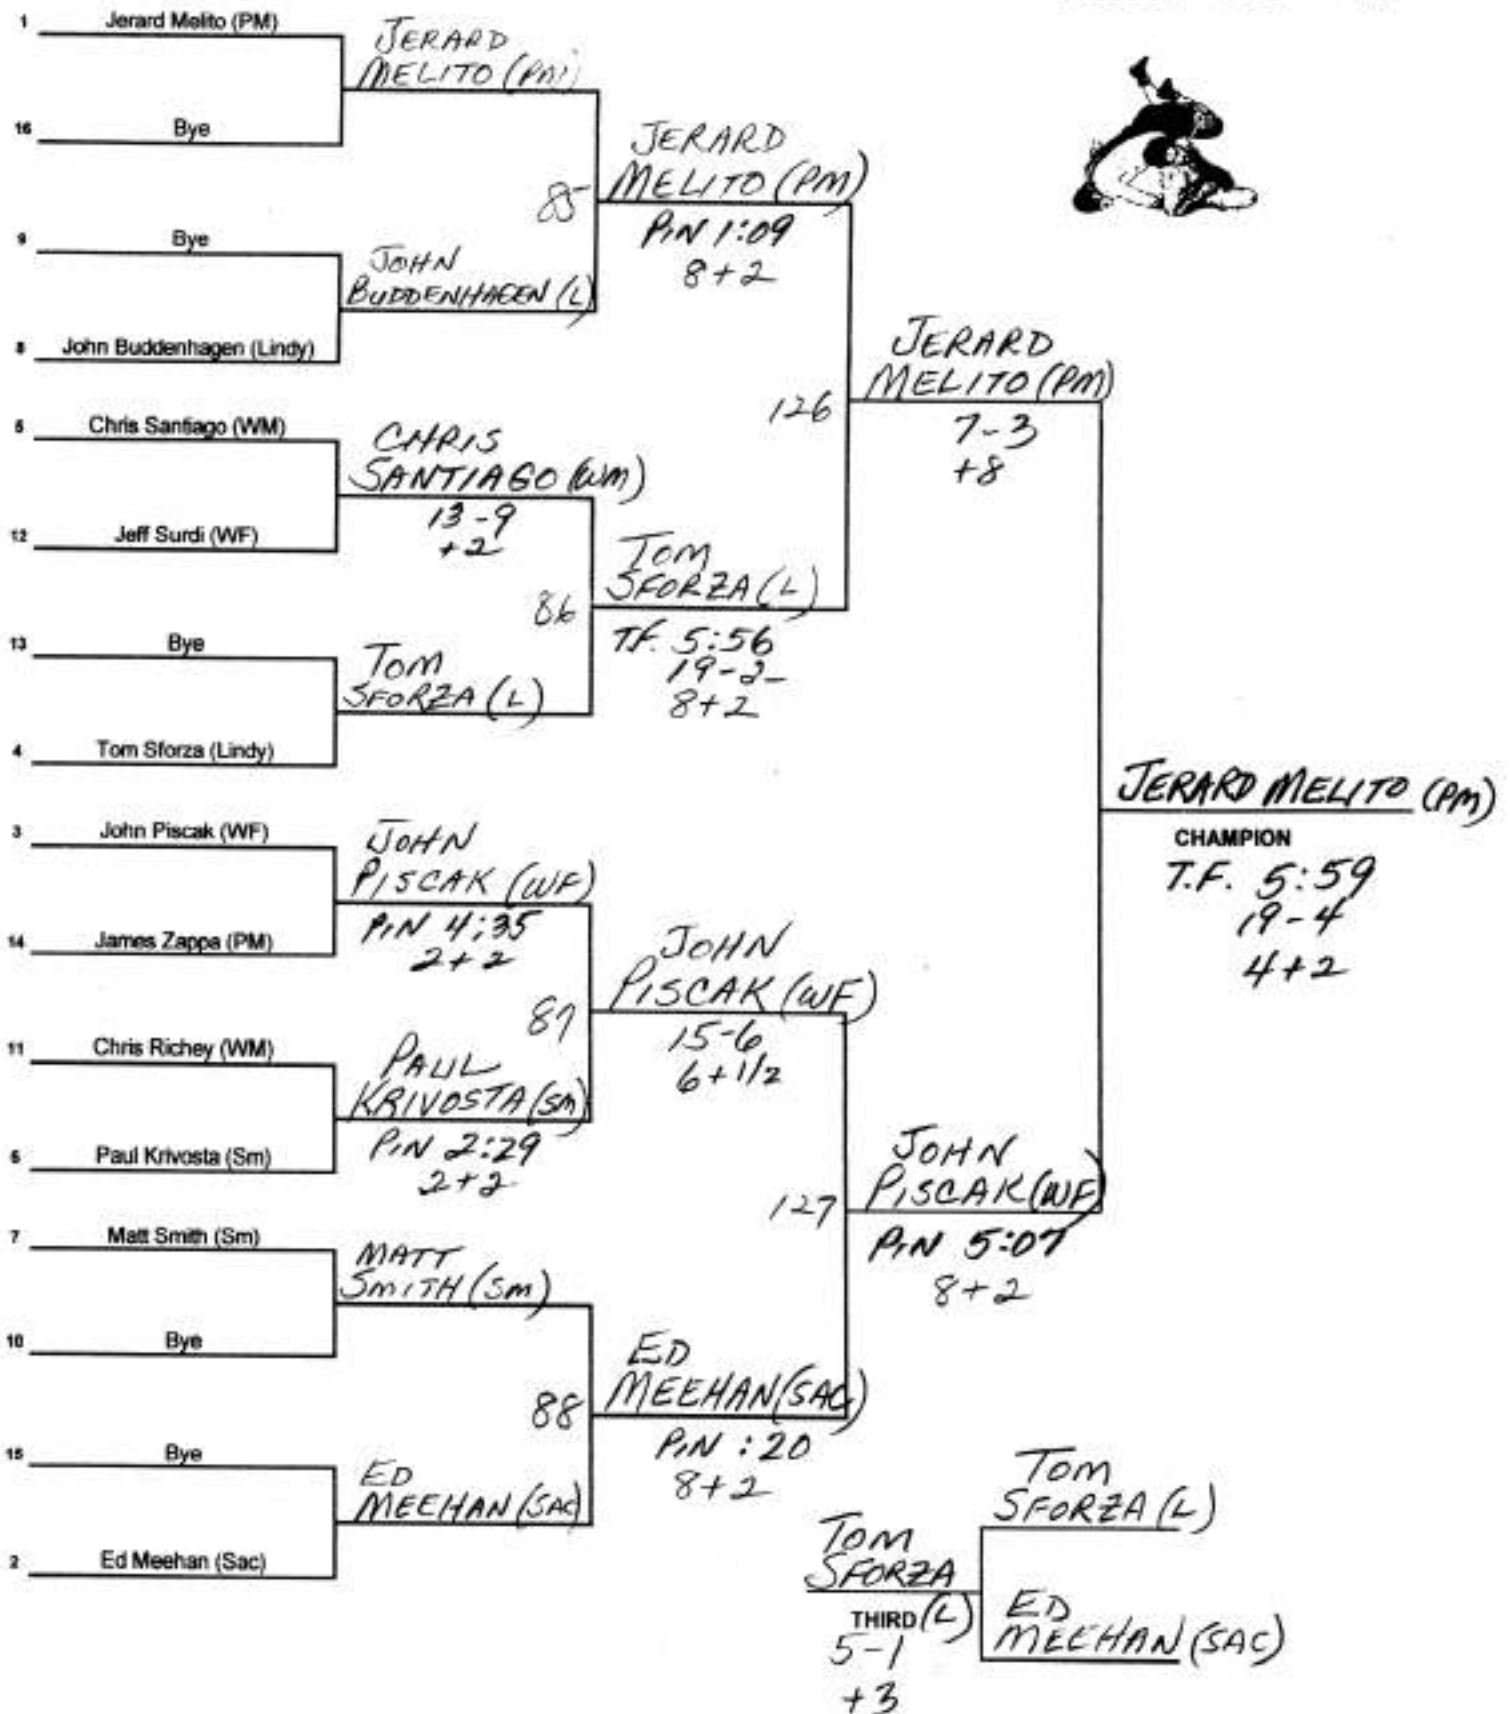 1 Jerard Melito (PM)
16 Bye
9 Bye
8 John Buddenhagen (Lindy)
5 Chris Santiago (WM)
12 Jeff Surdi (WF)
13 Bye
4 Tom Sforza (Lindy)
3 John Piscak (WF)
14 James Zappa (PM)
11 Chris Richey (WM)
6 Paul Krivosta (Sm)
7 Matt Smith (Sm)
10 Bye
15 Bye
2 Ed Meehan (Sac)
JERARD
MELITO (PM)
JOHN
BUDDENHAGEN (L)
CHRIS
SANTIAGO (WM)
13-9
+2
TOM
SFORZA (L)
JOHN
PISCAK (WF)
PIN 4:35
2+2
PAUL
KRIVOSTA (SM)
PIN 2:29
2+2
MATT
SMITH (SM)
ED
MEEHAN (SAC)
85
JERARD
MELITO (PM)
PIN 1:09
8+2
86
TOM
SFORZA (L)
T.F. 5:56
19-2
8+2
87
JOHN
PISCAK (WF)
15-6
6+1/2
88
ED
MEEHAN (SAC)
PIN :20
8+2
126
JERARD
MELITO (PM)
7-3
+8
127
JOHN
PISCAK (WF)
PIN 5:07
8+2
JERARD MELITO (PM)
CHAMPION
T.F. 5:59
19-4
4+2
TOM
SFORZA (L)
ED
MEEHAN (SAC)
TOM
SFORZA
(L)
THIRD
5-1
+3